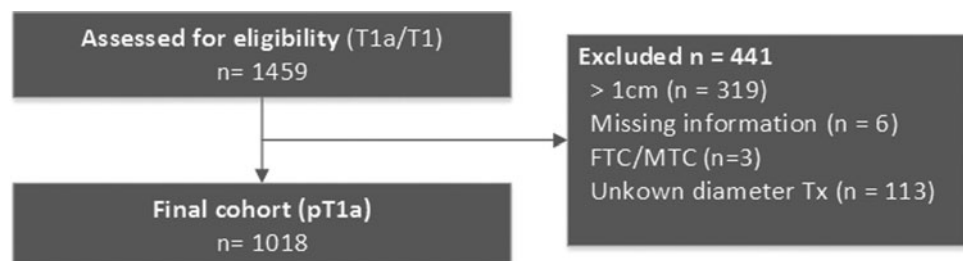 Assessed for eligibility (T1a/T1)
n= 1459
Excluded n = 441
> 1cm (n = 319)
Missing information (n = 6)
FTC/MTC (n=3)
Unkown diameter Tx (n = 113)
Final cohort (pT1a)
n= 1018